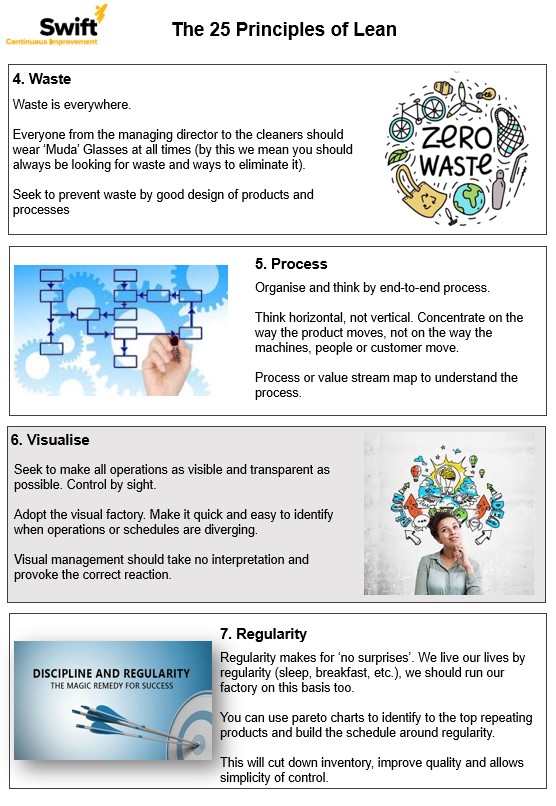 Swift
Continuous Improvement
The 25 Principles of Lean
4. Waste
Waste is everywhere.
Everyone from the managing director to the cleaners should
wear ‘Muda’ Glasses at all times (by this we mean you should
always be looking for waste and ways to eliminate it).
Seek to prevent waste by good design of products and
processes
ZERO
WASTE
5. Process
Organise and think by end-to-end process.
Think horizontal, not vertical. Concentrate on the
way the product moves, not on the way the
machines, people or customer move.
Process or value stream map to understand the
process.
6. Visualise
Seek to make all operations as visible and transparent as
possible. Control by sight.
Adopt the visual factory. Make it quick and easy to identify
when operations or schedules are diverging.
Visual management should take no interpretation and
provoke the correct reaction.
IDEA
7. Regularity
DISCIPLINE AND REGULARITY
THE MAGIC REMEDY FOR SUCCESS
Regularity makes for ‘no surprises’. We live our lives by
regularity (sleep, breakfast, etc.), we should run our
factory on this basis too.
You can use pareto charts to identify to the top repeating
products and build the schedule around regularity.
This will cut down inventory, improve quality and allows
simplicity of control.